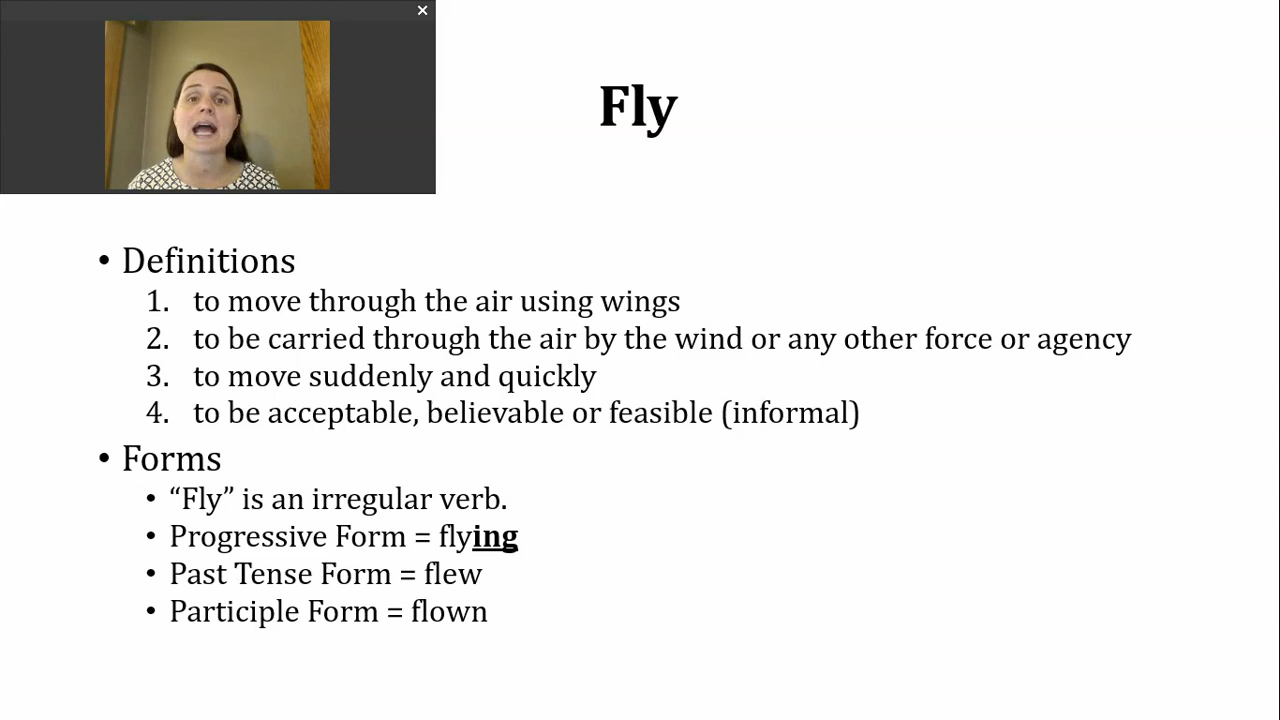 Fly
• Definitions
1. to move through the air using wings
2. to be carried through the air by the wind or any other force or agency
3. to move suddenly and quickly
4. to be acceptable, believable or feasible (informal)
• Forms
• “Fly” is an irregular verb.
• Progressive Form = flying
• Past Tense Form = flew
• Participle Form = flown